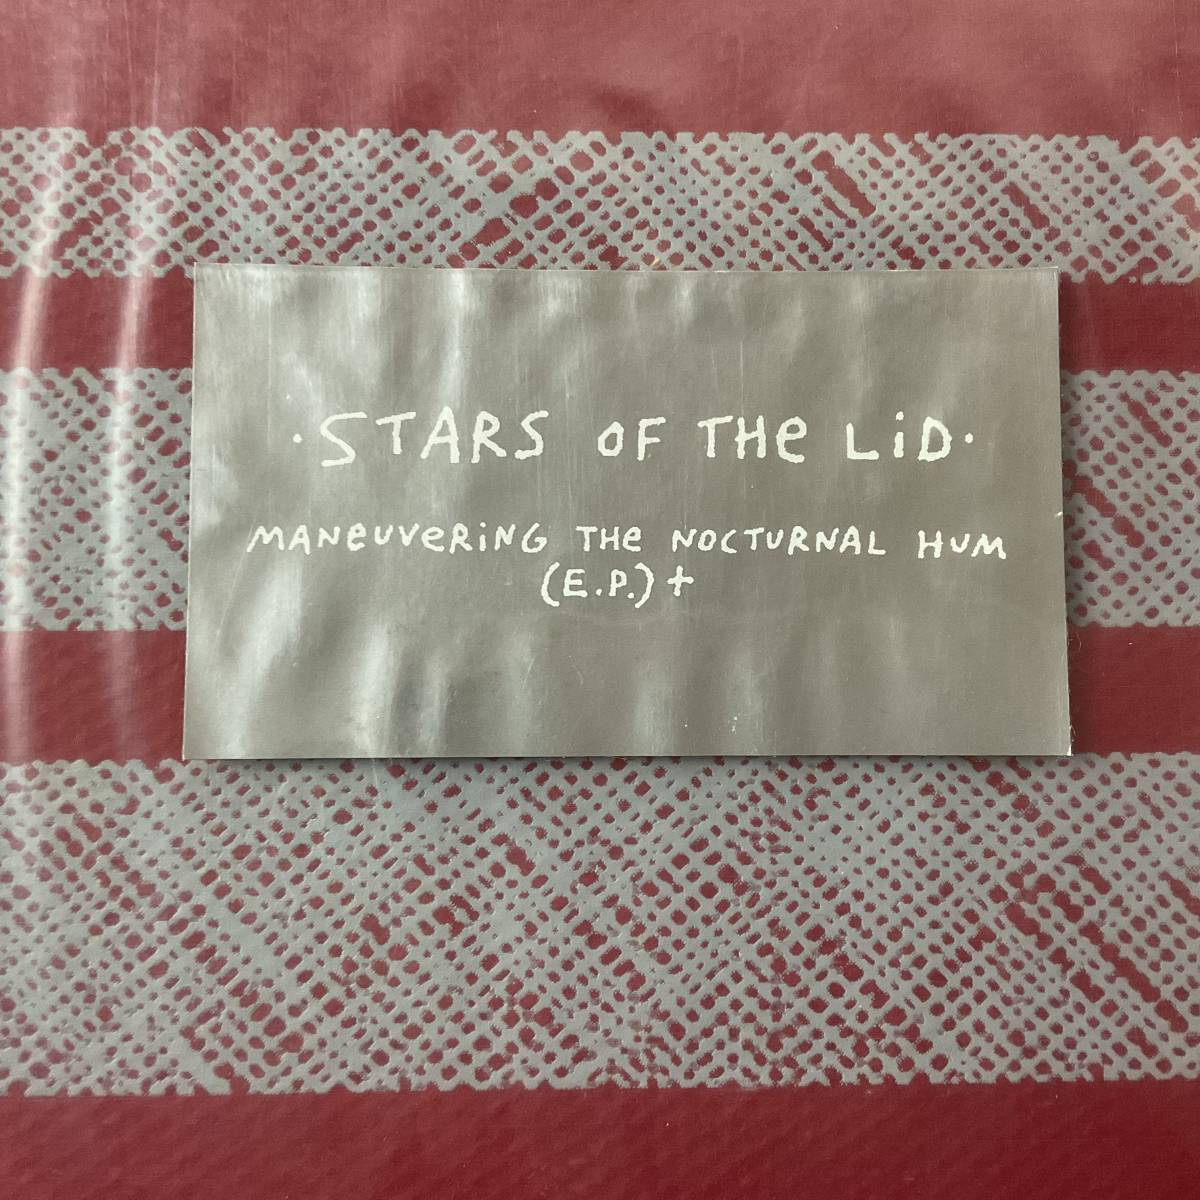 ·STARS OF THe LiD·
MANeUVeRiNG THe NOCTURNAL HUM
(E.P.)+